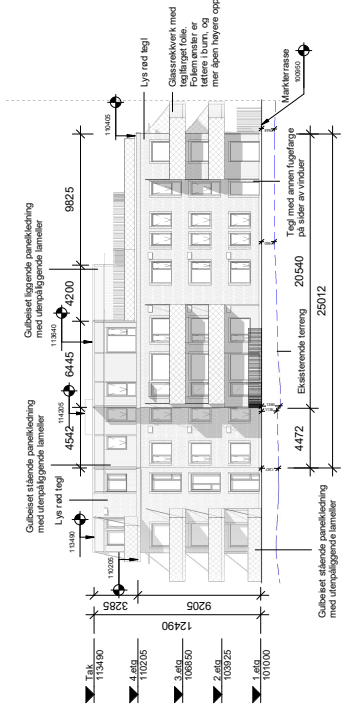 Gulbeiset stående panelkledning
med utenpåliggende lameller
Lys rød tegl
Gulbeiset liggende panelkledning
med utenpåliggende lameller
Lys rød tegl
Glassrekkverk med
teglfarget folie.
Foliemønster er
tettere i bunn, og
mer åpen høyere opp
113490
110205
114205
113640
110405
4542
6445
4200
9825
3285
9205
12490
Tak
113490
4.etg
110205
3.etg
106850
2.etg
103925
1.etg
101000
Gulbeiset stående panelkledning
med utenpåliggende lameller
4472
20540
25012
Eksisterende terreng
Tegl med annen fugefarge
på sider av vinduer
Markterrasse
100950